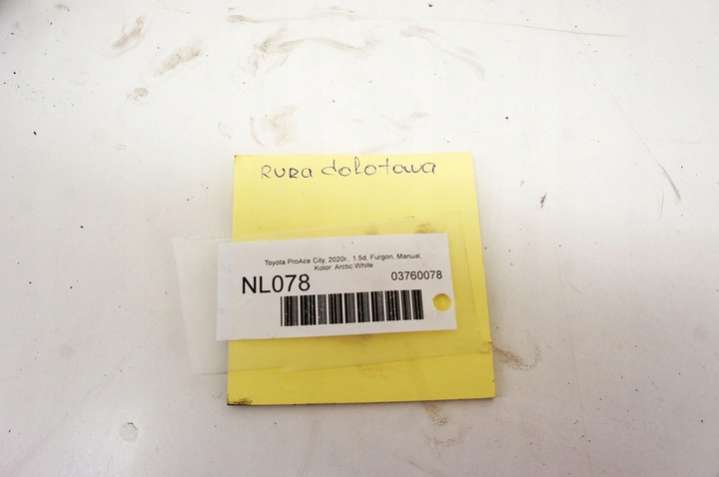 RURA dolotowa
Toyota ProAce City, 2020r., 1.5d, Furgon, Manual,
Kolor: Arctic White
NL078
03760078